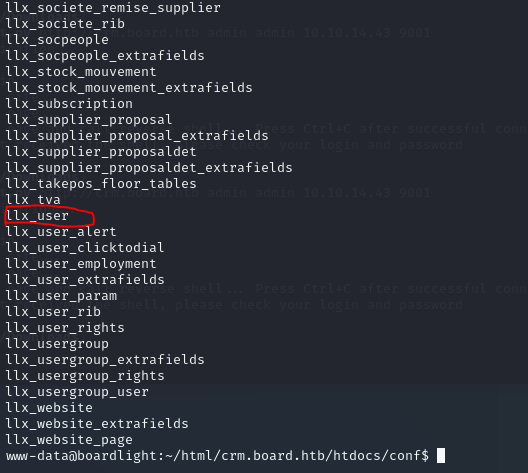 llx_societe_remise_supplier
llx_societe_rib
llx_socpeople
llx_socpeople_extrafields
llx_stock_mouvement
llx_stock_mouvement_extrafields
llx_subscription
llx_supplier_proposal
llx_supplier_proposal_extrafields
llx_supplier_proposaldet
llx_supplier_proposaldet_extrafields
llx_takepos_floor_tables
llx_tva
llx_user
llx_user_alert
llx_user_clicktodial
llx_user_employment
llx_user_extrafields
llx_user_param
llx_user_rib
llx_user_rights
llx_usergroup
llx_usergroup_extrafields
llx_usergroup_rights
llx_usergroup_user
llx_website
llx_website_extrafields
llx_website_page
www-data@boardlight:~/html/crm.board.htb/htdocs/conf$